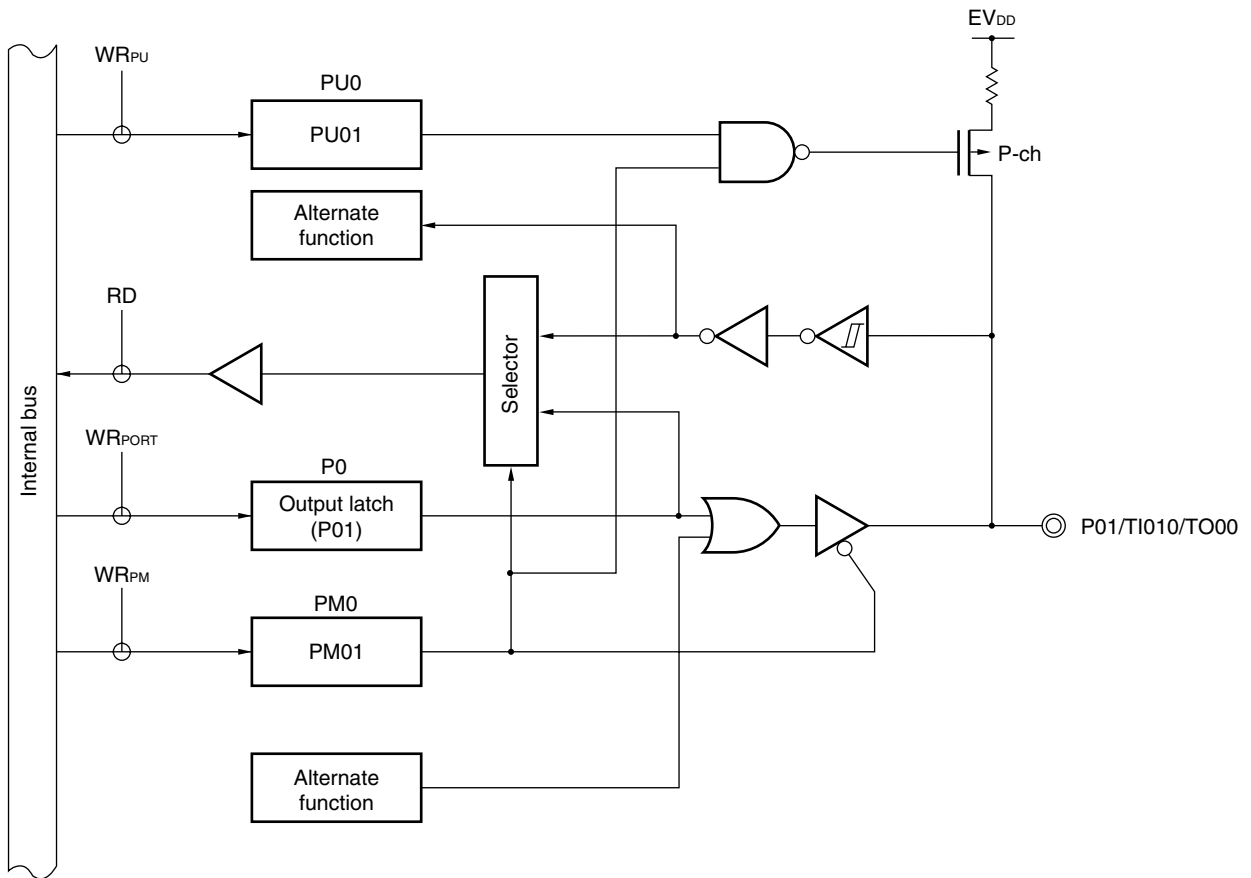 EVDD
WRPU
PU0
PU01
P-ch
Alternate
function
RD
Selector
Internal bus
WRPORT
P0
Output latch
(P01)
P01/TI010/TO00
WRPM
PM0
PM01
Alternate
function